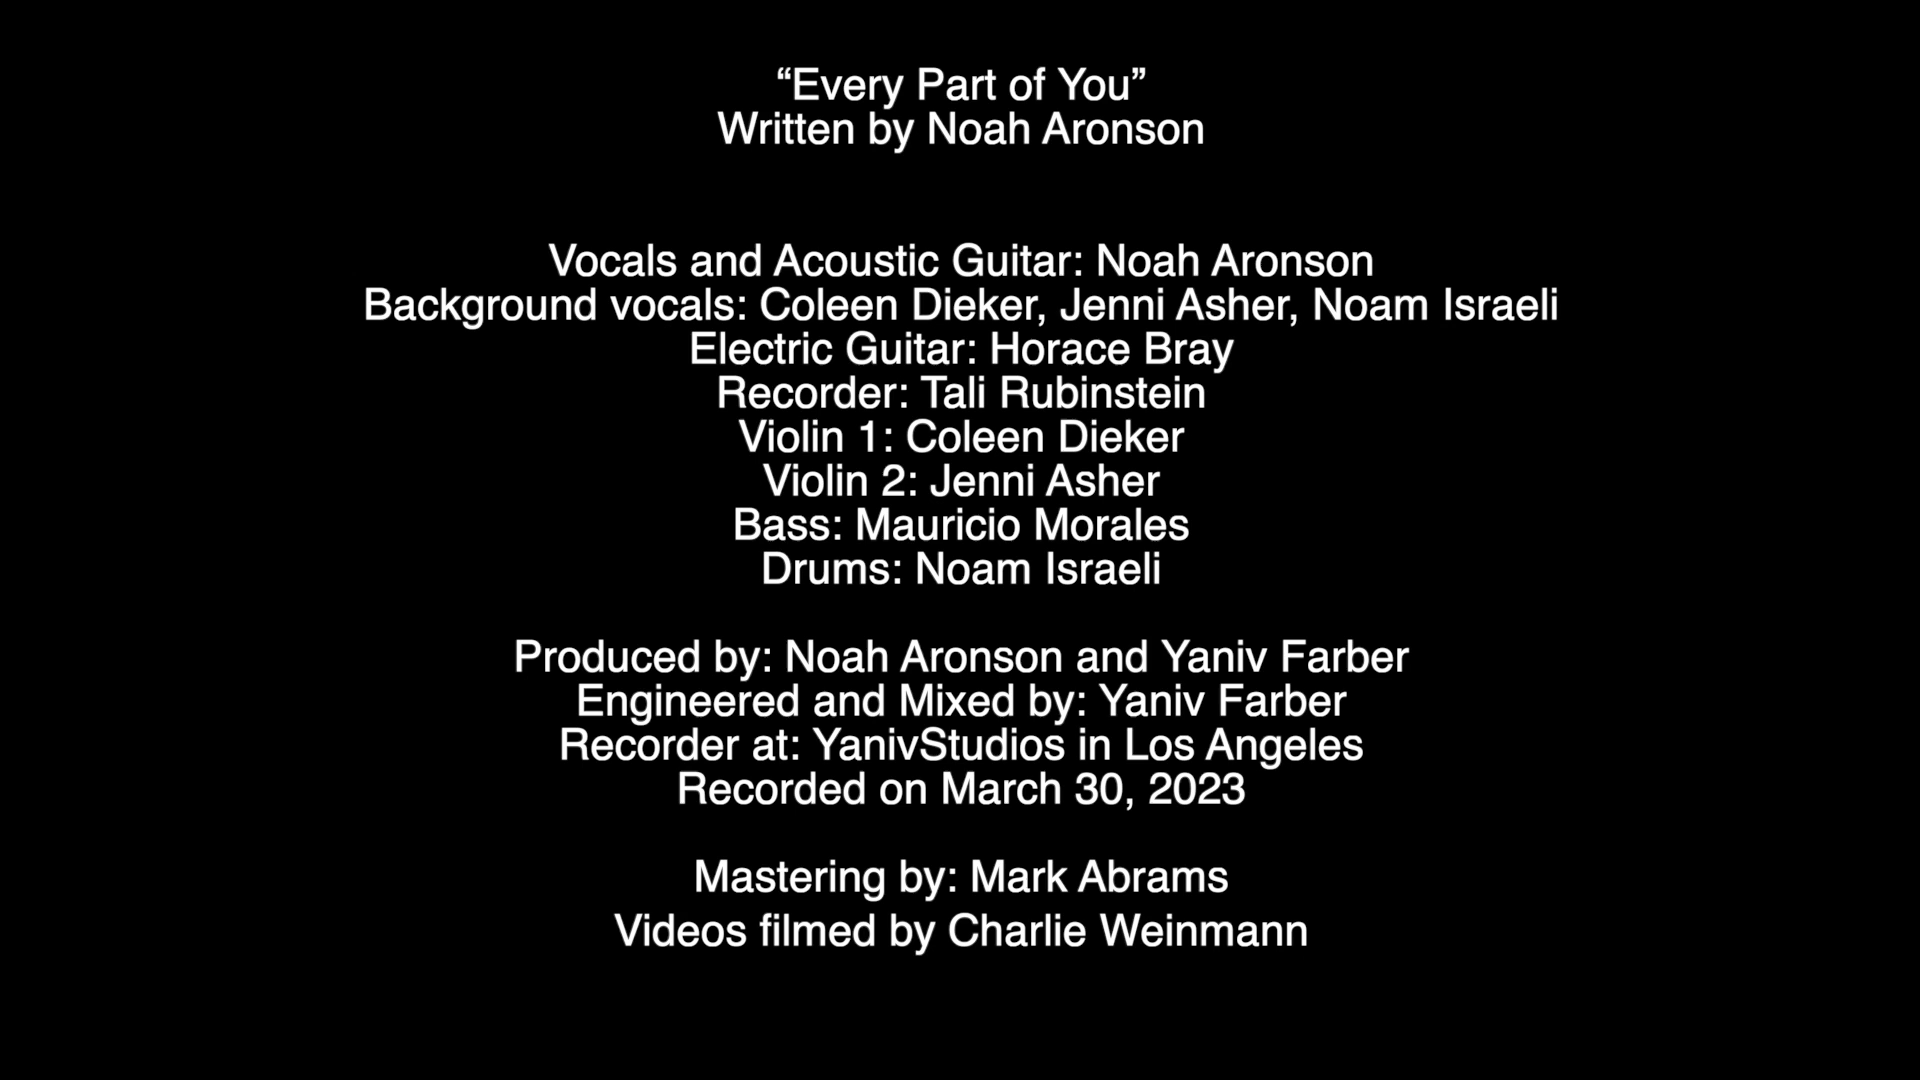 “Every Part of You”
Written by Noah Aronson
Vocals and Acoustic Guitar: Noah Aronson
Background vocals: Coleen Dieker, Jenni Asher, Noam Israeli
Electric Guitar: Horace Bray
Recorder: Tali Rubinstein
Violin 1: Coleen Dieker
Violin 2: Jenni Asher
Bass: Mauricio Morales
Drums: Noam Israeli
Produced by: Noah Aronson and Yaniv Farber
Engineered and Mixed by: Yaniv Farber
Recorder at: YanivStudios in Los Angeles
Recorded on March 30, 2023
Mastering by: Mark Abrams
Videos filmed by Charlie Weinmann